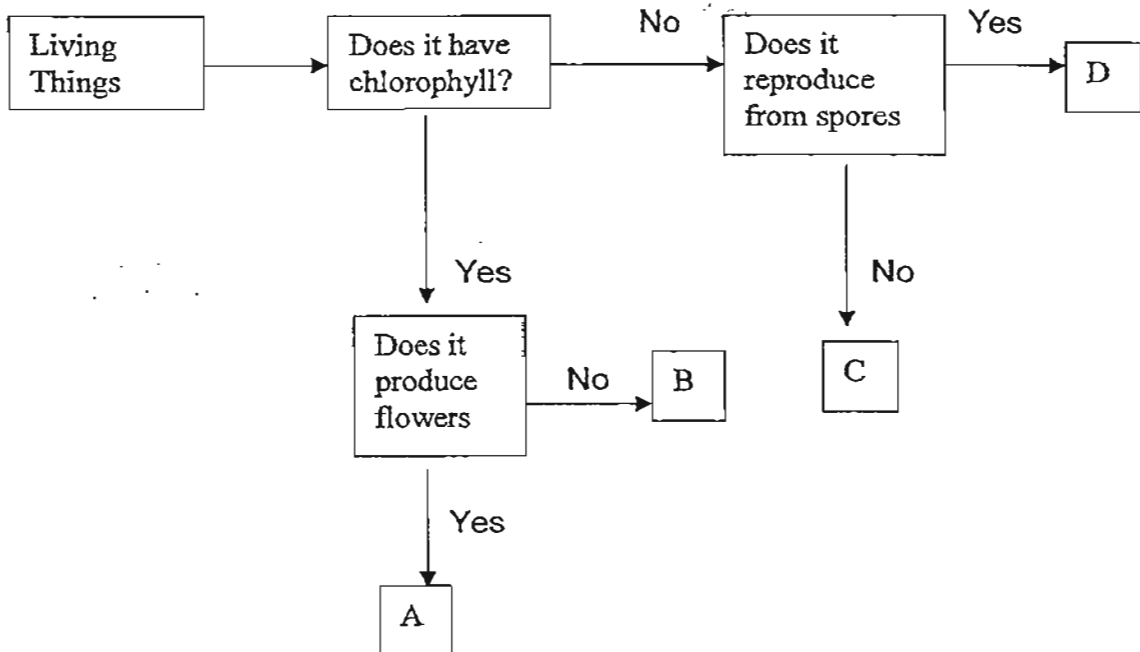 Living
Things
Does it have
chlorophyll?
No
Does it
reproduce
from spores
Yes
D
Yes
No
Does it
produce
flowers
No
B
C
Yes
A